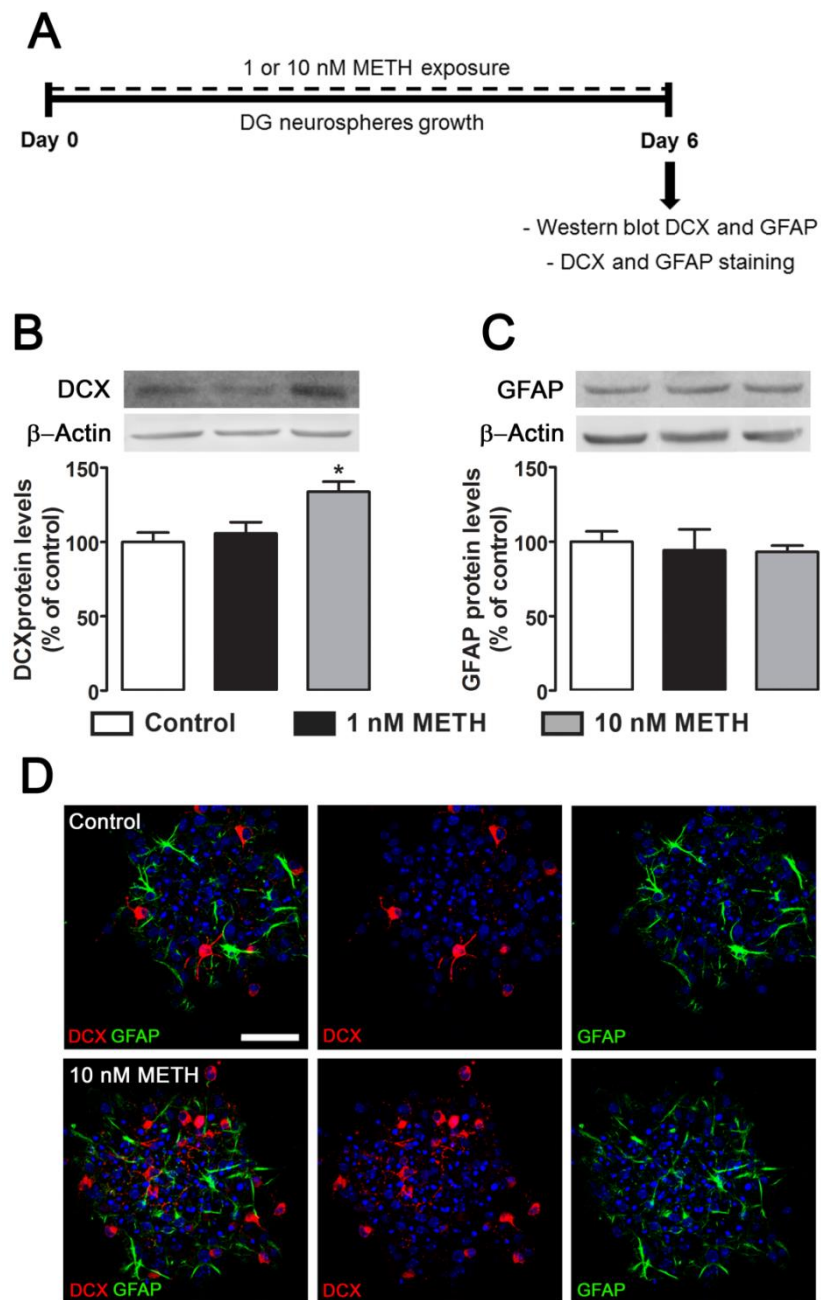 A
1 or 10 nM METH exposure
DG neurospheres growth
Day 0
Day 6
- Western blot DCX and GFAP
- DCX and GFAP staining
B
DCX
β–Actin
DCXprotein levels
(% of control)
150
100
50
0
*
C
GFAP
β–Actin
GFAP protein levels
(% of control)
150
100
50
0
Control
1 nM METH
10 nM METH
D
Control
DCX GFAP
DCX
GFAP
10 nM METH
DCX GFAP
DCX
GFAP